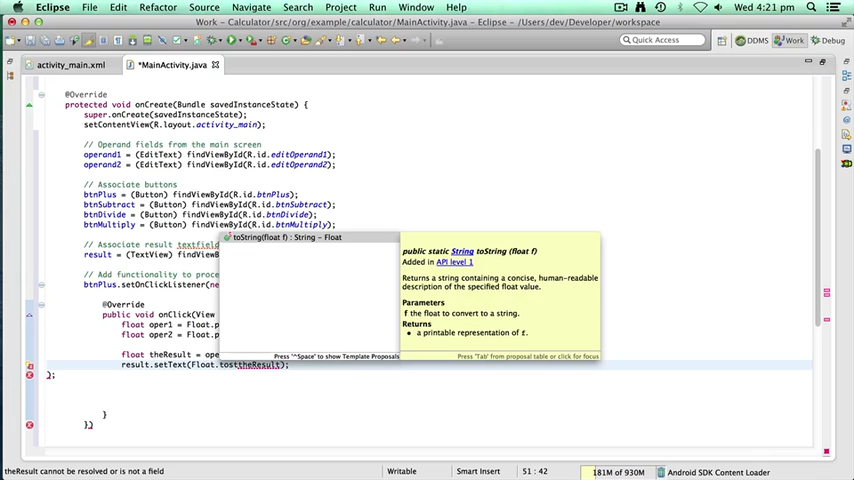 Eclipse File Edit Refactor Source Navigate Search Project Run Window Help
Wed 4:21 pm
Work - Calculator/src/org/example/calculator/MainActivity.java - Eclipse - /Users/dev/Developer/workspace
Quick Access
DDMS Work Debug
activity_main.xml *MainActivity.java
@Override
protected void onCreate(Bundle savedInstanceState) {
super.onCreate(savedInstanceState);
setContentView(R.layout.activity_main);
// Operand fields from the main screen
operand1 = (EditText) findViewById(R.id.editOperand1);
operand2 = (EditText) findViewById(R.id.editOperand2);
// Associate buttons
btnPlus = (Button) findViewById(R.id.btnPlus);
btnSubtract = (Button) findViewById(R.id.btnSubtract);
btnDivide = (Button) findViewById(R.id.btnDivide);
btnMultiply = (Button) findViewById(R.id.btnMultiply);
// Associate result textfield
result = (TextView) findViewB
// Add functionality to proce
btnPlus.setOnClickListener(ne
@Override
public void onClick(View
float oper1 = Float.p
float oper2 = Float.p
float theResult = ope
result.setText(Float.tosttheResult);
);
}
})
toString(float f) : String - Float
Press '^Space' to show Template Proposals
public static String toString (float f)
Added in API level 1
Returns a string containing a concise, human-readable
description of the specified float value.
Parameters
f the float to convert to a string.
Returns
• a printable representation of f.
Press 'Tab' from proposal table or click for focus
theResult cannot be resolved or is not a field
Writable
Smart Insert
51 : 42
181M of 930M
Android SDK Content Loader